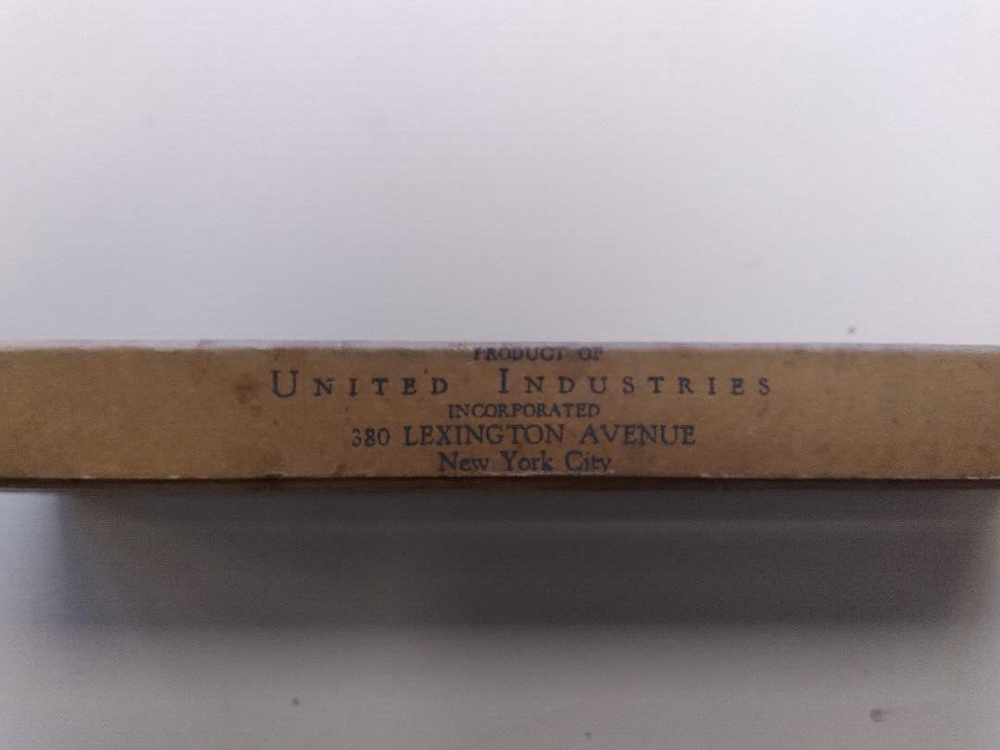 PRODUCT OF
UNITED INDUSTRIES
INCORPORATED
380 LEXINGTON AVENUE
New York City